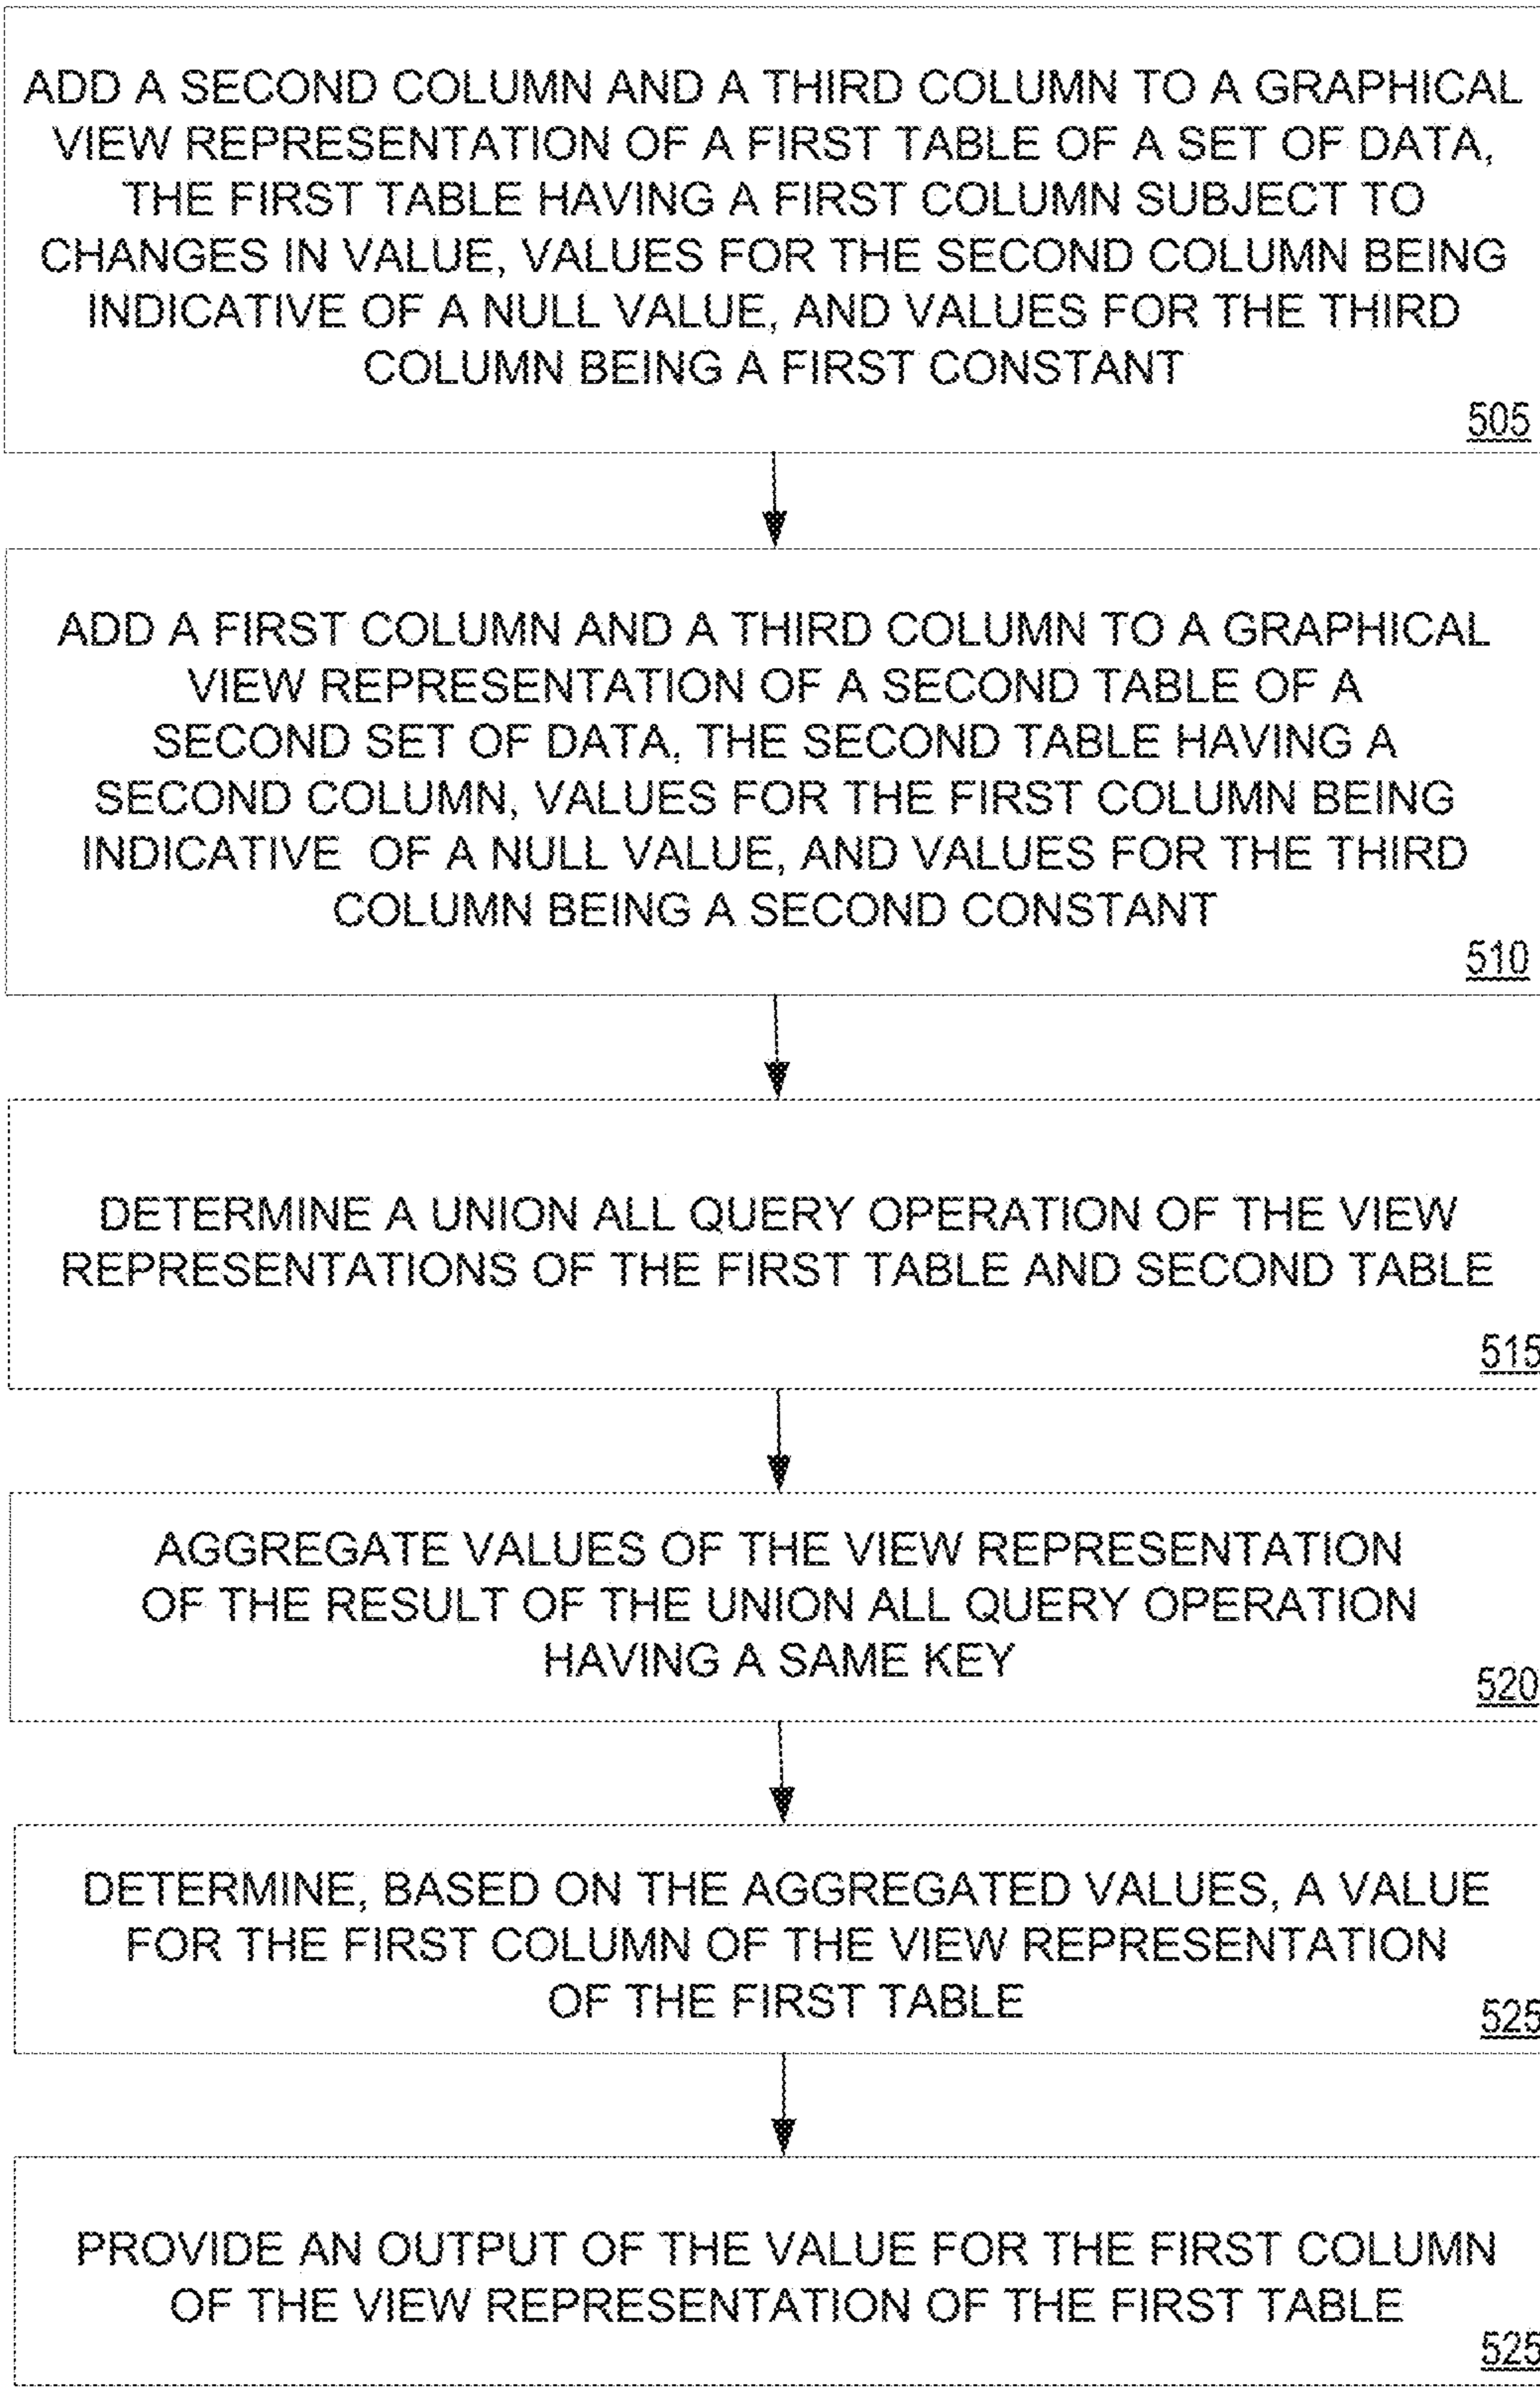 ADD A SECOND COLUMN AND A THIRD COLUMN TO A GRAPHICAL
VIEW REPRESENTATION OF A FIRST TABLE OF A SET OF DATA,
THE FIRST TABLE HAVING A FIRST COLUMN SUBJECT TO
CHANGES IN VALUE, VALUES FOR THE SECOND COLUMN BEING
INDICATIVE OF A NULL VALUE, AND VALUES FOR THE THIRD
COLUMN BEING A FIRST CONSTANT
505
ADD A FIRST COLUMN AND A THIRD COLUMN TO A GRAPHICAL
VIEW REPRESENTATION OF A SECOND TABLE OF A
SECOND SET OF DATA, THE SECOND TABLE HAVING A
SECOND COLUMN, VALUES FOR THE FIRST COLUMN BEING
INDICATIVE OF A NULL VALUE, AND VALUES FOR THE THIRD
COLUMN BEING A SECOND CONSTANT
510
DETERMINE A UNION ALL QUERY OPERATION OF THE VIEW
REPRESENTATIONS OF THE FIRST TABLE AND SECOND TABLE
515
AGGREGATE VALUES OF THE VIEW REPRESENTATION
OF THE RESULT OF THE UNION ALL QUERY OPERATION
HAVING A SAME KEY
520
DETERMINE, BASED ON THE AGGREGATED VALUES, A VALUE
FOR THE FIRST COLUMN OF THE VIEW REPRESENTATION
OF THE FIRST TABLE
525
PROVIDE AN OUTPUT OF THE VALUE FOR THE FIRST COLUMN
OF THE VIEW REPRESENTATION OF THE FIRST TABLE
525